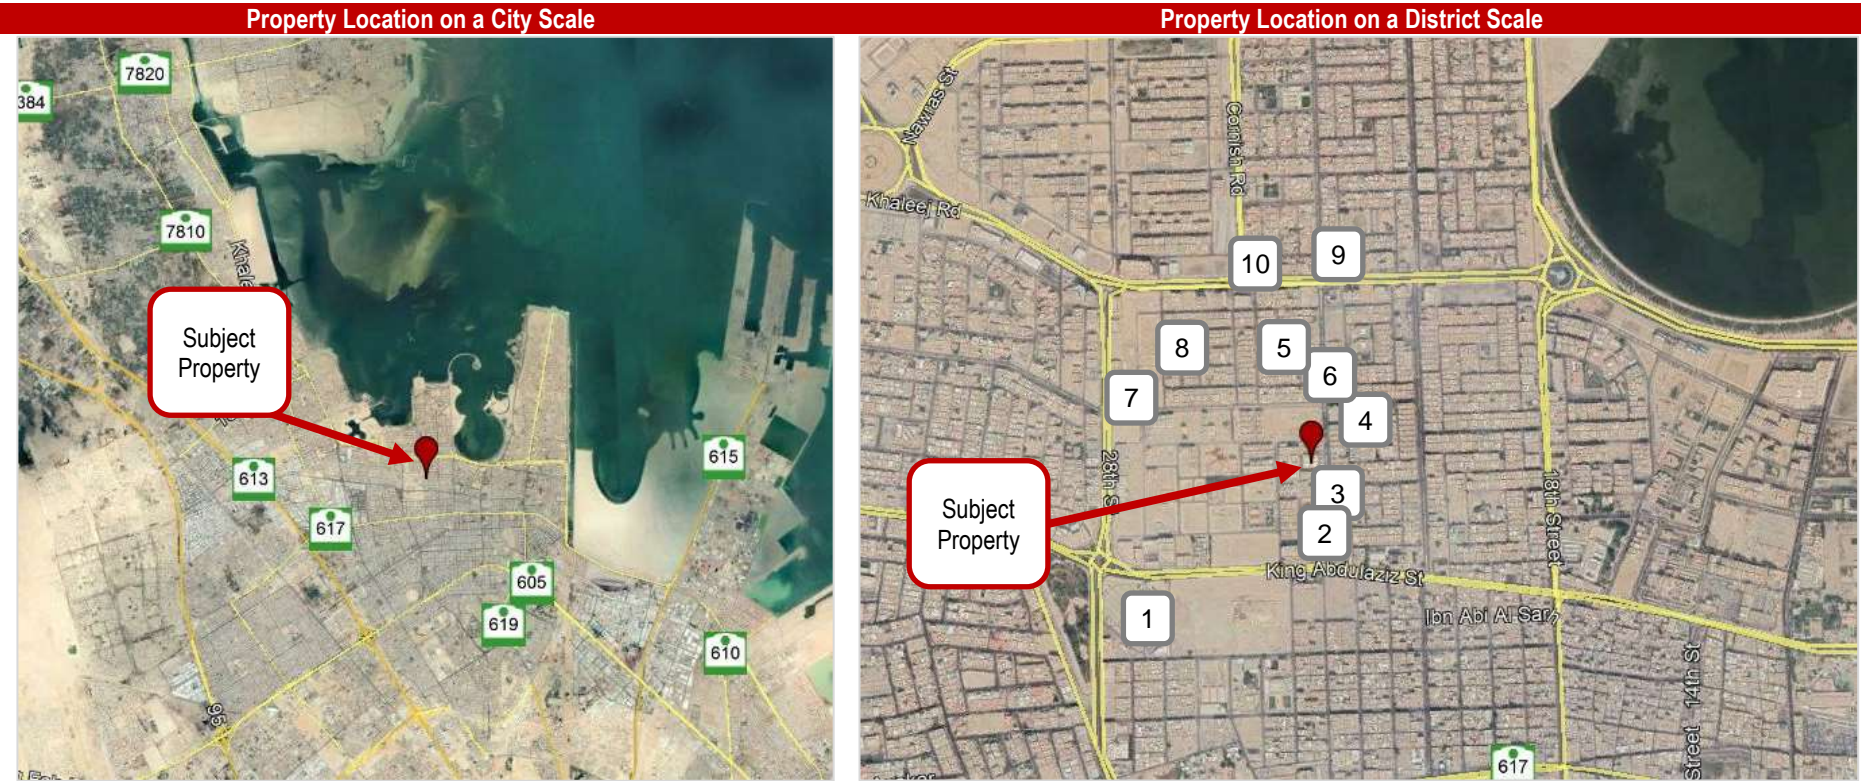 Property Location on a City Scale
Property Location on a District Scale
7820
384
7810
Subject
Property
613
617
615
605
619
610
95
Nawras St
Cornish Rd
Khaleej Rd
10
9
8
5
6
7
4
28th St
3
2
Subject
Property
18th Street
King Abdulaziz St
1
Ibn Abi Al Sarh
14th St
Street
617